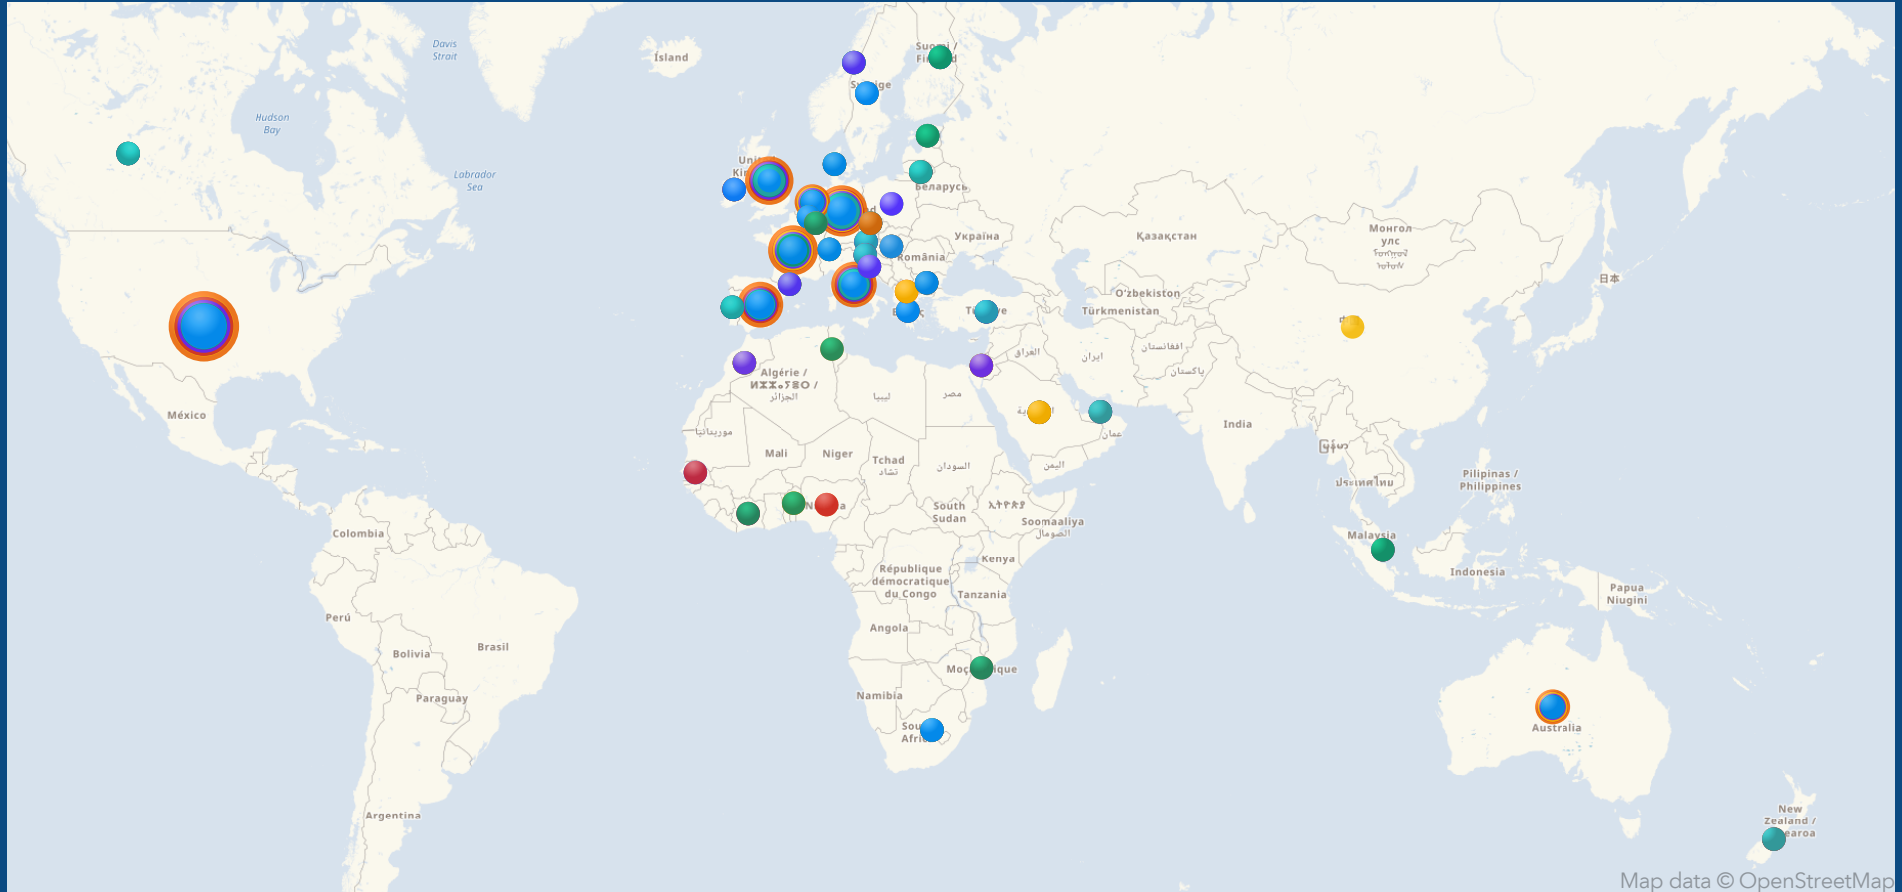 Davis
Strait
Ísland
Hudson
Bay
Labrador
Sea
Беларусь
Україна
România
Қазақстан
Монгол
улс
日本
Oʻzbekiston
Türkmenistan
افغانستان
پاکستان
ایران
العراق
México
Algérie /
ⵍⵣⵣⴰⵢⴻⵔ /
الجزائر
ليبيا
مصر
موريتانيا
Mali
Niger
Tchad
تشاد
السودان
اليمن
عمان
India
ประเทศไทย
Pilipinas /
Philippines
South
Sudan
Soomaaliya
الصومال
Colombia
Kenya
Malaysia
Indonesia
République
démocratique
du Congo
Tanzania
Papua
Niugini
Perú
Angola
Brasil
Bolivia
Paraguay
Namibia
Australia
Argentina
New
Zealand /
Map data © OpenStreetMap